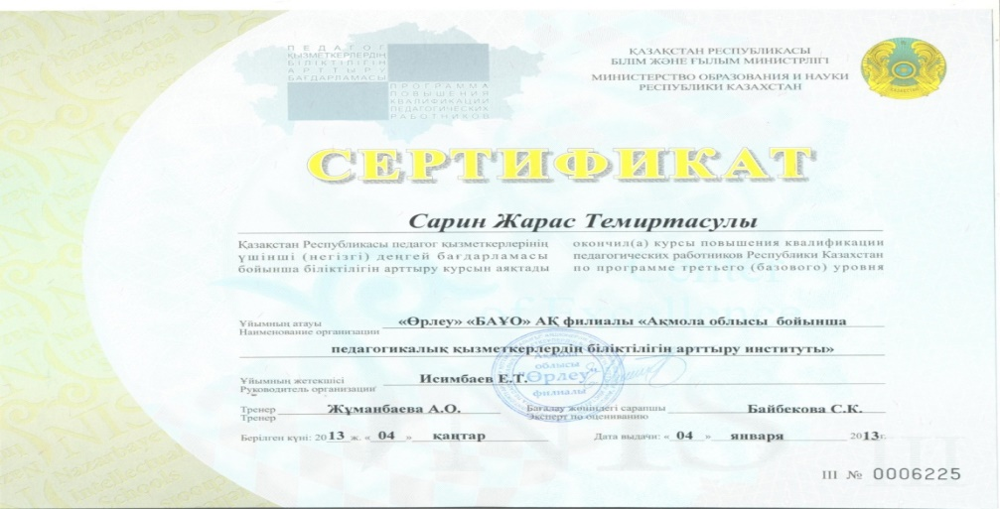 ПЕДАГОГ
ҚЫЗМЕТКЕРЛЕРДІҢ
БІЛІКТІЛІГІН
АРТТЫРУ
БАҒДАРЛАМАСЫ
ПРОГРАММА
ПОВЫШЕНИЯ
КВАЛИФИКАЦИИ
ПЕДАГОГИЧЕСКИХ
РАБОТНИКОВ
ҚАЗАҚСТАН РЕСПУБЛИКАСЫ
БІЛІМ ЖӘНЕ ҒЫЛЫМ МИНИСТРЛІГІ
МИНИСТЕРСТВО ОБРАЗОВАНИЯ И НАУКИ
РЕСПУБЛИКИ КАЗАХСТАН
СЕРТИФИКАТ
Сарин Жарас Темиртасулы
Қазақстан Республикасы педагог қызметкерлерінің
үшінші (негізгі) деңгей бағдарламасы
бойынша біліктілігін арттыру курсын аяқтады
окончил(а) курсы повышения квалификации
педагогических работников Республики Казахстан
по программе третьего (базового) уровня
Ұйымның атауы
Наименование организации
«Өрлеу» «БАҰО» АҚ филиалы «Ақмола облысы бойынша
педагогикалық қызметкерлердің біліктілігін арттыру институты»
Ұйымның жетекшісі
Руководитель организации
Исимбаев Е.Т.
облысы
"Өрлеу"
филиалы
Тренер
Тренер
Жұманбаева А.О.
Бағалау жөніндегі сарапшы
Эксперт по оцениванию
Байбекова С.К.
Берілген күні: 2013 ж. « 04 » қаңтар
Дата выдачи: « 04 » января 2013г.
III № 0006225